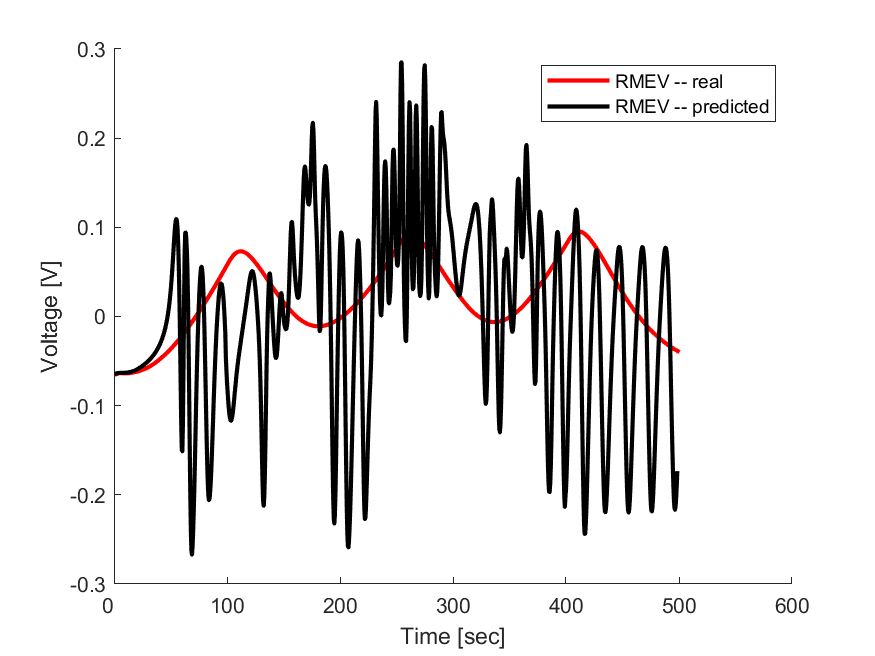 0.3
0.2
0.1
0
-0.1
-0.2
-0.3
0 100 200 300 400 500 600
Voltage [V]
Time [sec]
RMEV -- real
RMEV -- predicted